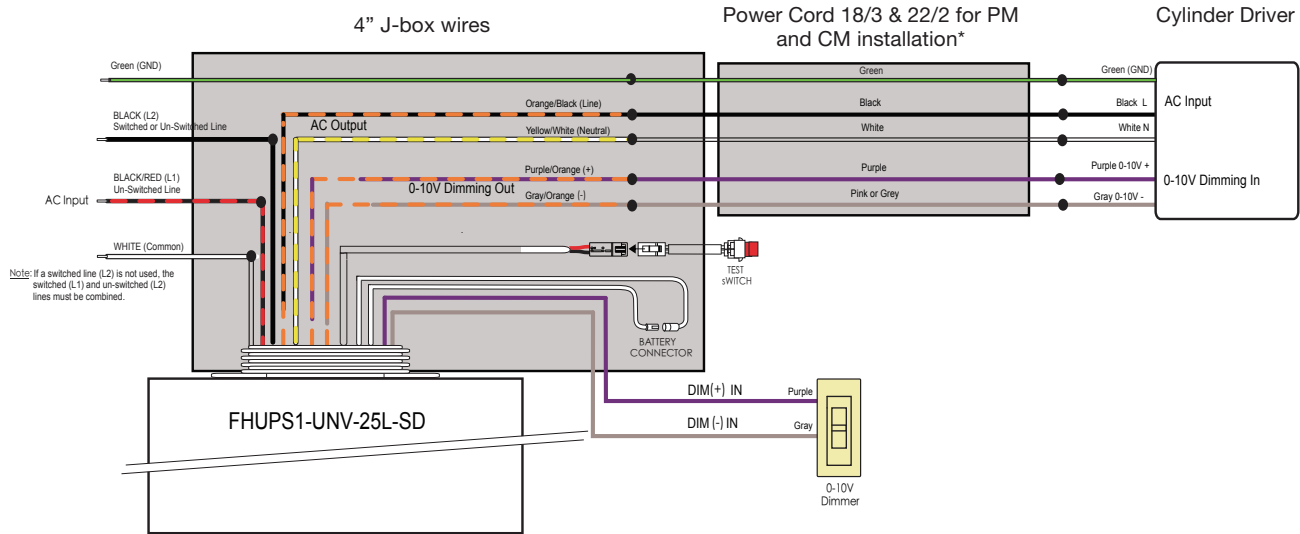 4” J-box wires
Power Cord 18/3 & 22/2 for PM
and CM installation*
Cylinder Driver
Green (GND)
Green
Green (GND)
BLACK (L2)
Switched or Un-Switched Line
Orange/Black (Line)
Black
Black L
AC Input
AC Output
Yellow/White (Neutral)
White
White N
BLACK/RED (L1)
Un-Switched Line
AC Input
Purple/Orange (+)
Purple
Purple 0-10V +
0-10V Dimming Out
0-10V Dimming In
Gray/Orange (-)
Pink or Grey
Gray 0-10V -
WHITE (Common)
Note: If a switched line (L2) is not used, the
switched (L1) and un-switched (L2)
lines must be combined.
TEST
sWITCH
BATTERY
CONNECTOR
FHUPS1-UNV-25L-SD
DIM(+) IN
Purple
DIM (-) IN
Gray
0-10V
Dimmer